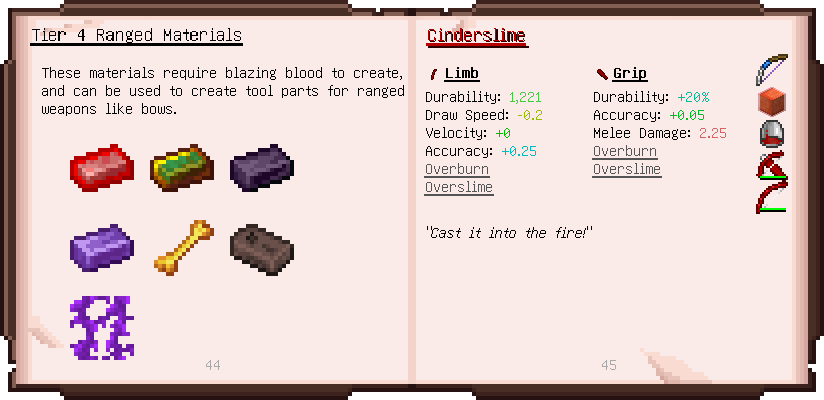 Tier 4 Ranged Materials
These materials require blazing blood to create,
and can be used to create tool parts for ranged
weapons like bows.
44
Cinderslime
Limb
Durability: 1,221
Draw Speed: -0.2
Velocity: +0
Accuracy: +0.25
Overburn
Overslime
Grip
Durability: +20%
Accuracy: +0.05
Melee Damage: 2.25
Overburn
Overslime
"Cast it into the fire!"
45